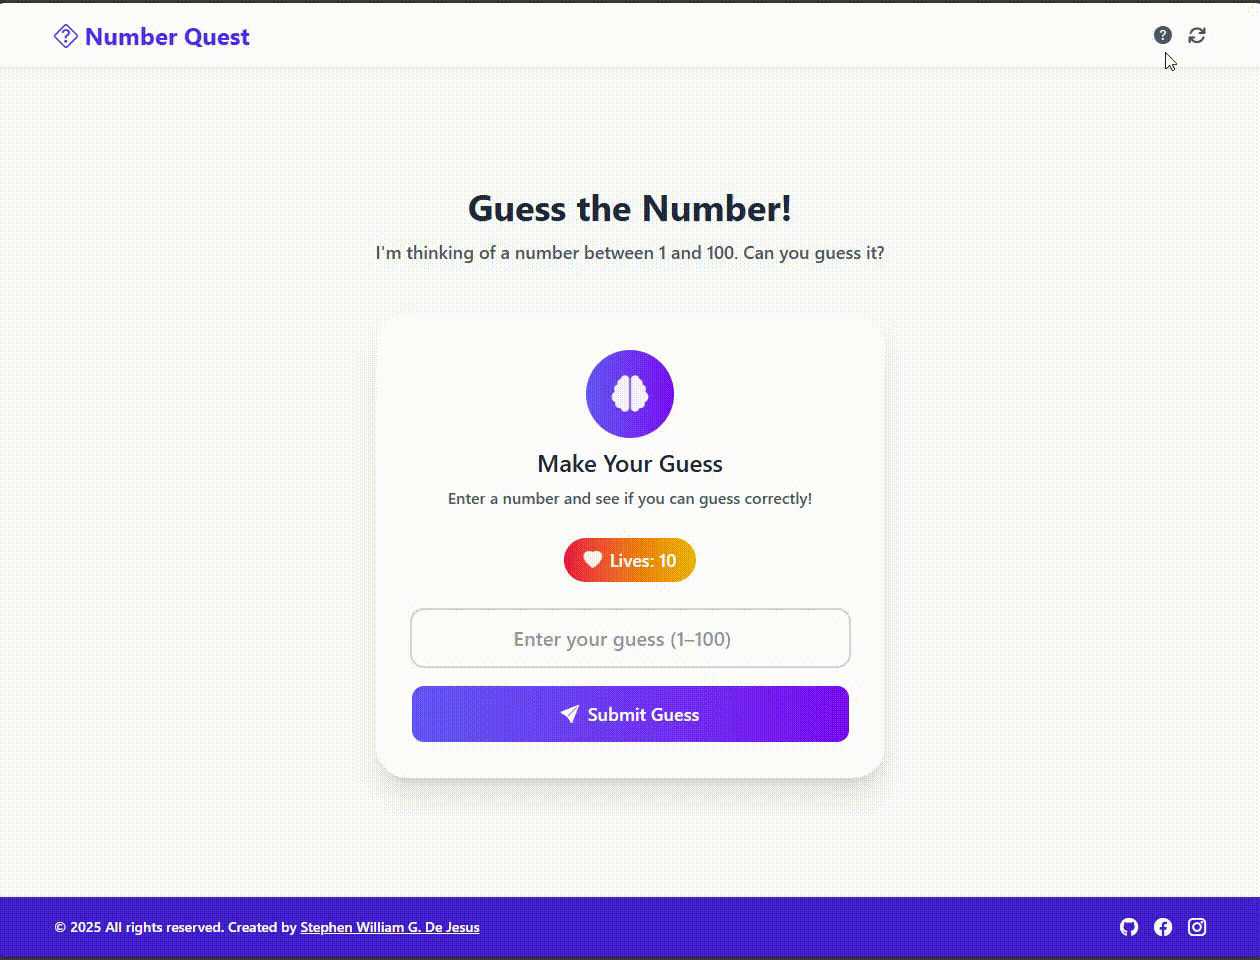 Number Quest
Guess the Number!
I'm thinking of a number between 1 and 100. Can you guess it?
Make Your Guess
Enter a number and see if you can guess correctly!
Lives: 10
Enter your guess (1–100)
Submit Guess
© 2025 All rights reserved. Created by Stephen William G. De Jesus